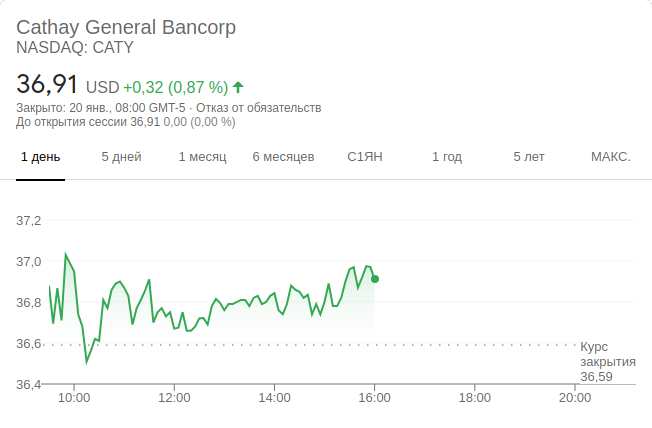 Cathay General Bancorp
NASDAQ: CATY
36,91 USD +0,32 (0,87 %)
Закрыто: 20 янв., 08:00 GMT-5 · Отказ от обязательств
До открытия сессии 36,91 0,00 (0,00 %)
1 день 5 дней 1 месяц 6 месяцев С1ЯН 1 год 5 лет МАКС.
37,2
37,0
36,8
36,6
Курс
закрытия
36,59
36,4
10:00 12:00 14:00 16:00 18:00 20:00